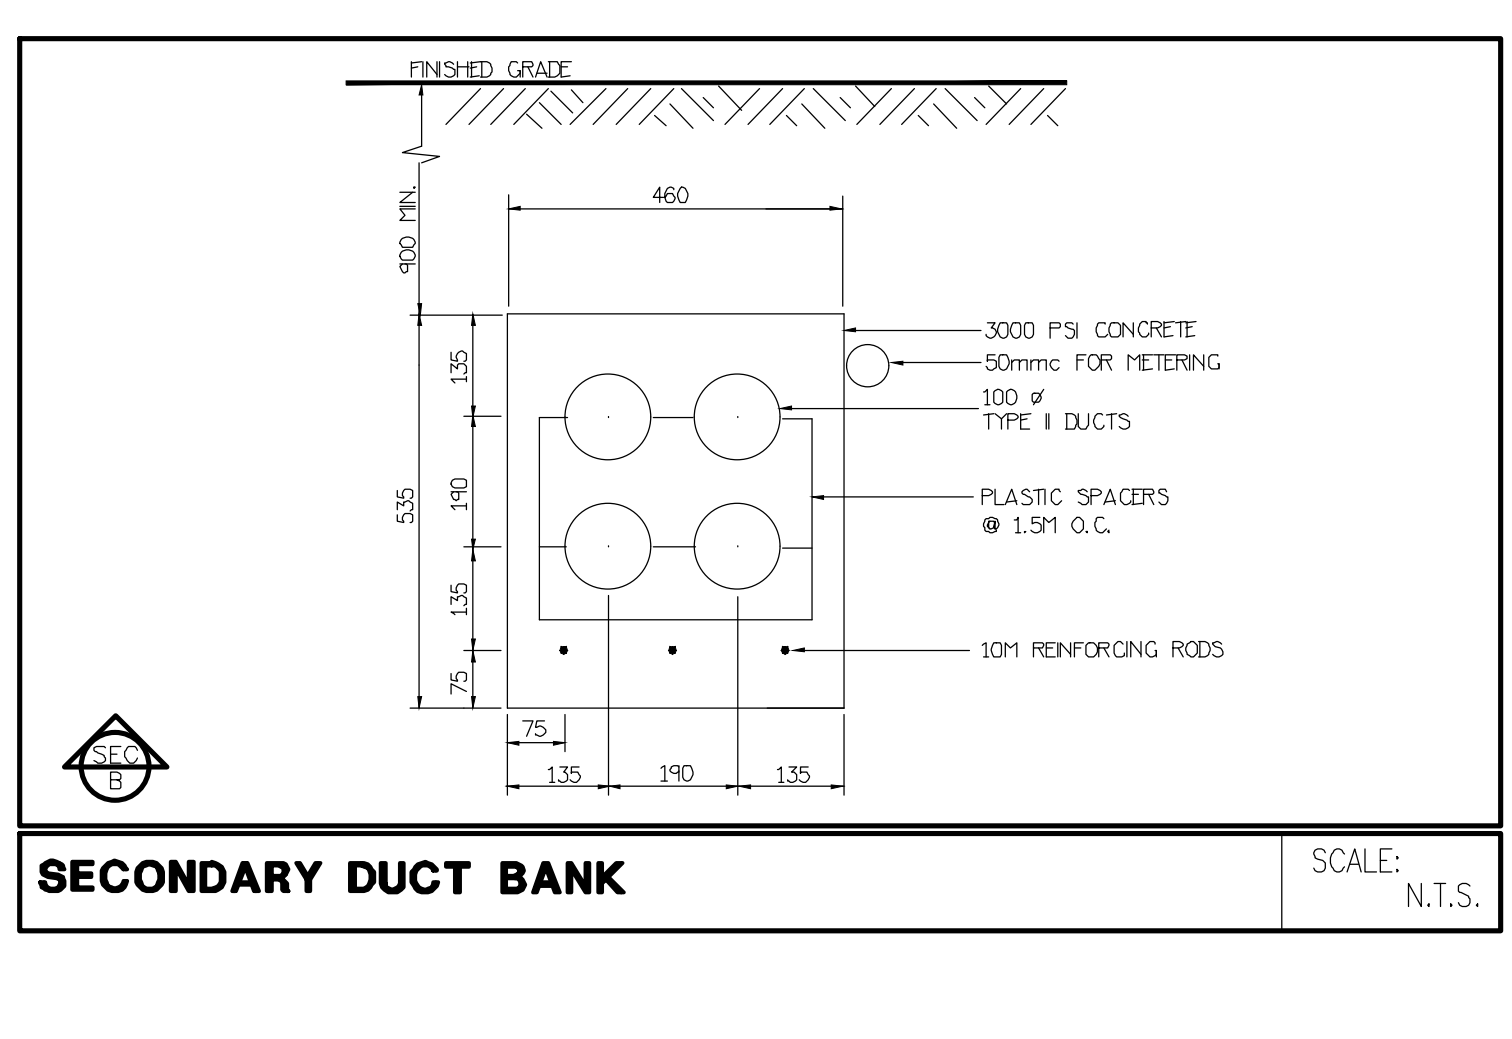 FINISHED GRADE
900 MIN.
460
3000 PSI CONCRETE
50mmc FOR METERING
100 ø
TYPE II DUCTS
PLASTIC SPACERS
@ 1.5M O.C.
10M REINFORCING RODS
535
135
190
135
75
75
135
190
135
SEC
B
SECONDARY DUCT BANK
SCALE:
N.T.S.